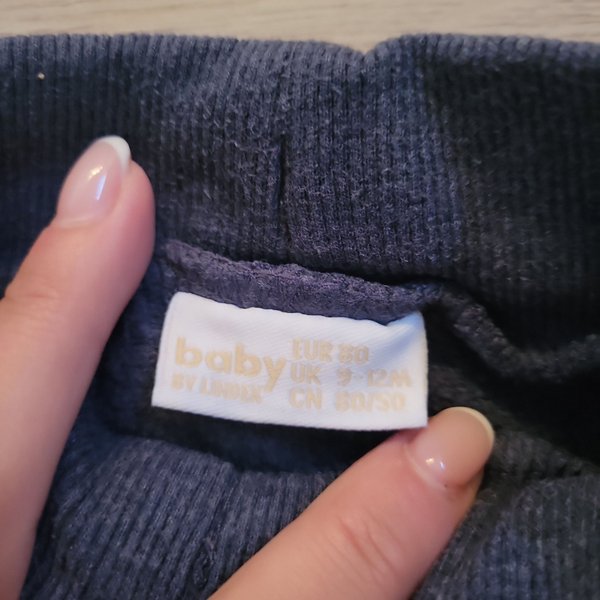 baby
BY LINDEX
EUR 80
UK 9-12M
CN 80/50